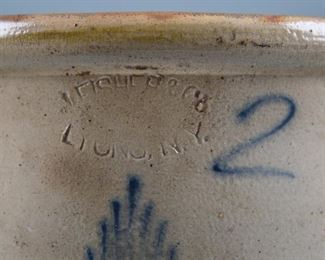 J. FISHER & CO.
LYONS, N.Y.
2